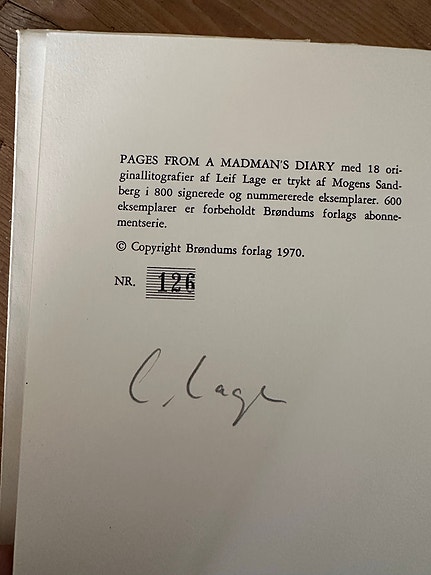 PAGES FROM A MADMAN'S DIARY med 18 ori-
ginallitografier af Leif Lage er trykt af Mogens Sand-
berg i 800 signerede og nummererede eksemplarer. 600
eksemplarer er forbeholdt Brøndums forlags abonne-
mentserie.
© Copyright Brøndums forlag 1970.
NR. 126
L. Lage